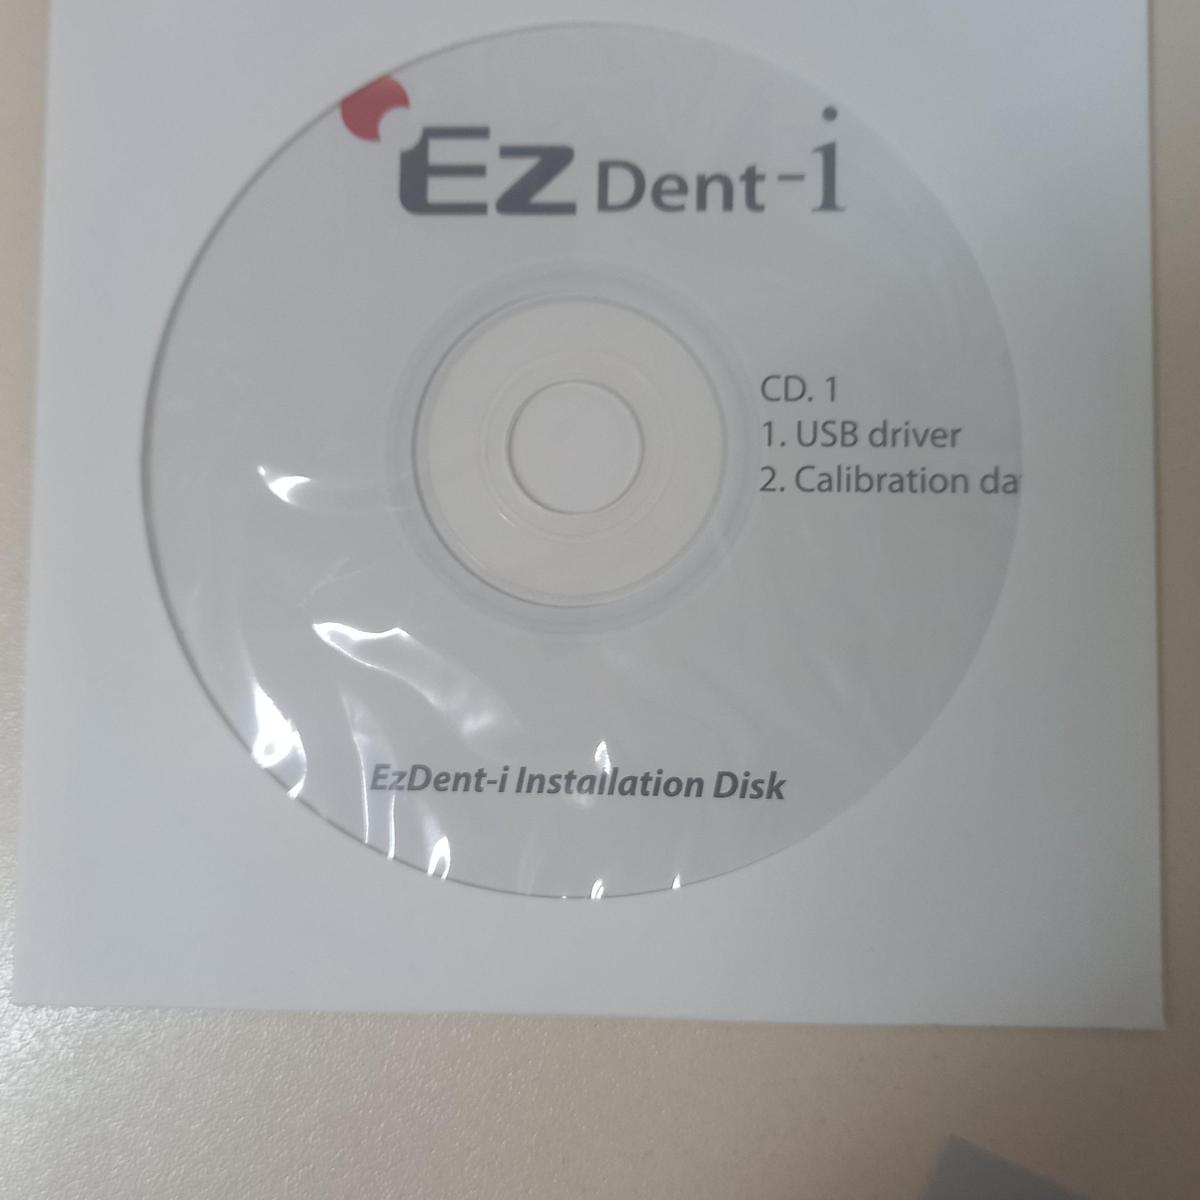 Ez Dent-i
CD. 1
1. USB driver
2. Calibration da
EzDent-i Installation Disk